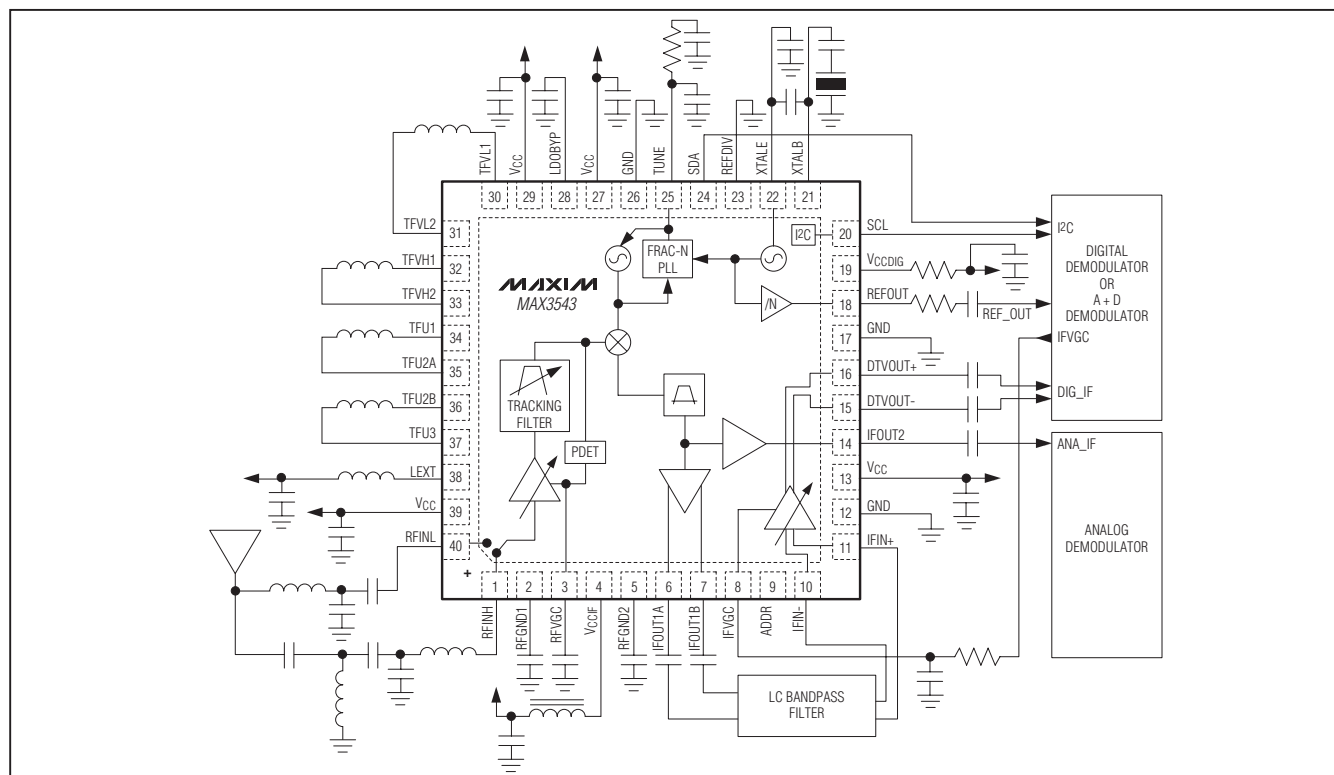 TFVL1
VCC
LDOBYP
VCC
GND
TUNE
SDA
REFDIV
XTALE
XTALB
30
29
28
27
26
25
24
23
22
21
TFVL2
31
TFVH1
32
TFVH2
33
TFU1
34
TFU2A
35
TFU2B
36
TFU3
37
LEXT
38
VCC
39
RFINL
40
+
MAXIM
MAX3543
FRAC-N
PLL
I²C
/N
TRACKING
FILTER
PDET
20
SCL
19
VCCDIG
18
REFOUT
REF_OUT
17
GND
16
DTVOUT+
15
DTVOUT-
14
IFOUT2
13
VCC
12
GND
11
IFIN+
I²C
DIGITAL
DEMODULATOR
OR
A + D
DEMODULATOR
IFVGC
DIG_IF
ANA_IF
ANALOG
DEMODULATOR
1
2
3
4
5
6
7
8
9
10
RFINH
RFGND1
RFVGC
VCCIF
RFGND2
IFOUT1A
IFOUT1B
IFVGC
ADDR
IFIN-
LC BANDPASS
FILTER